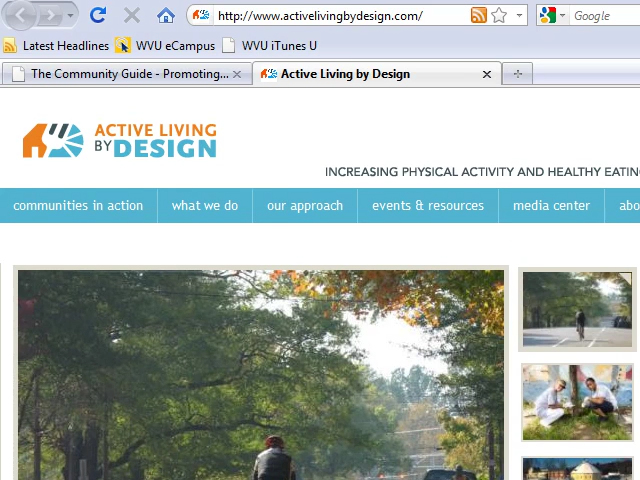 http://www.activelivingbydesign.com/
Google
Latest Headlines
WVU eCampus
WVU iTunes U
The Community Guide - Promoting...
Active Living by Design
ACTIVE LIVING
BY DESIGN
INCREASING PHYSICAL ACTIVITY AND HEALTHY EATIN
communities in action
what we do
our approach
events & resources
media center
abo